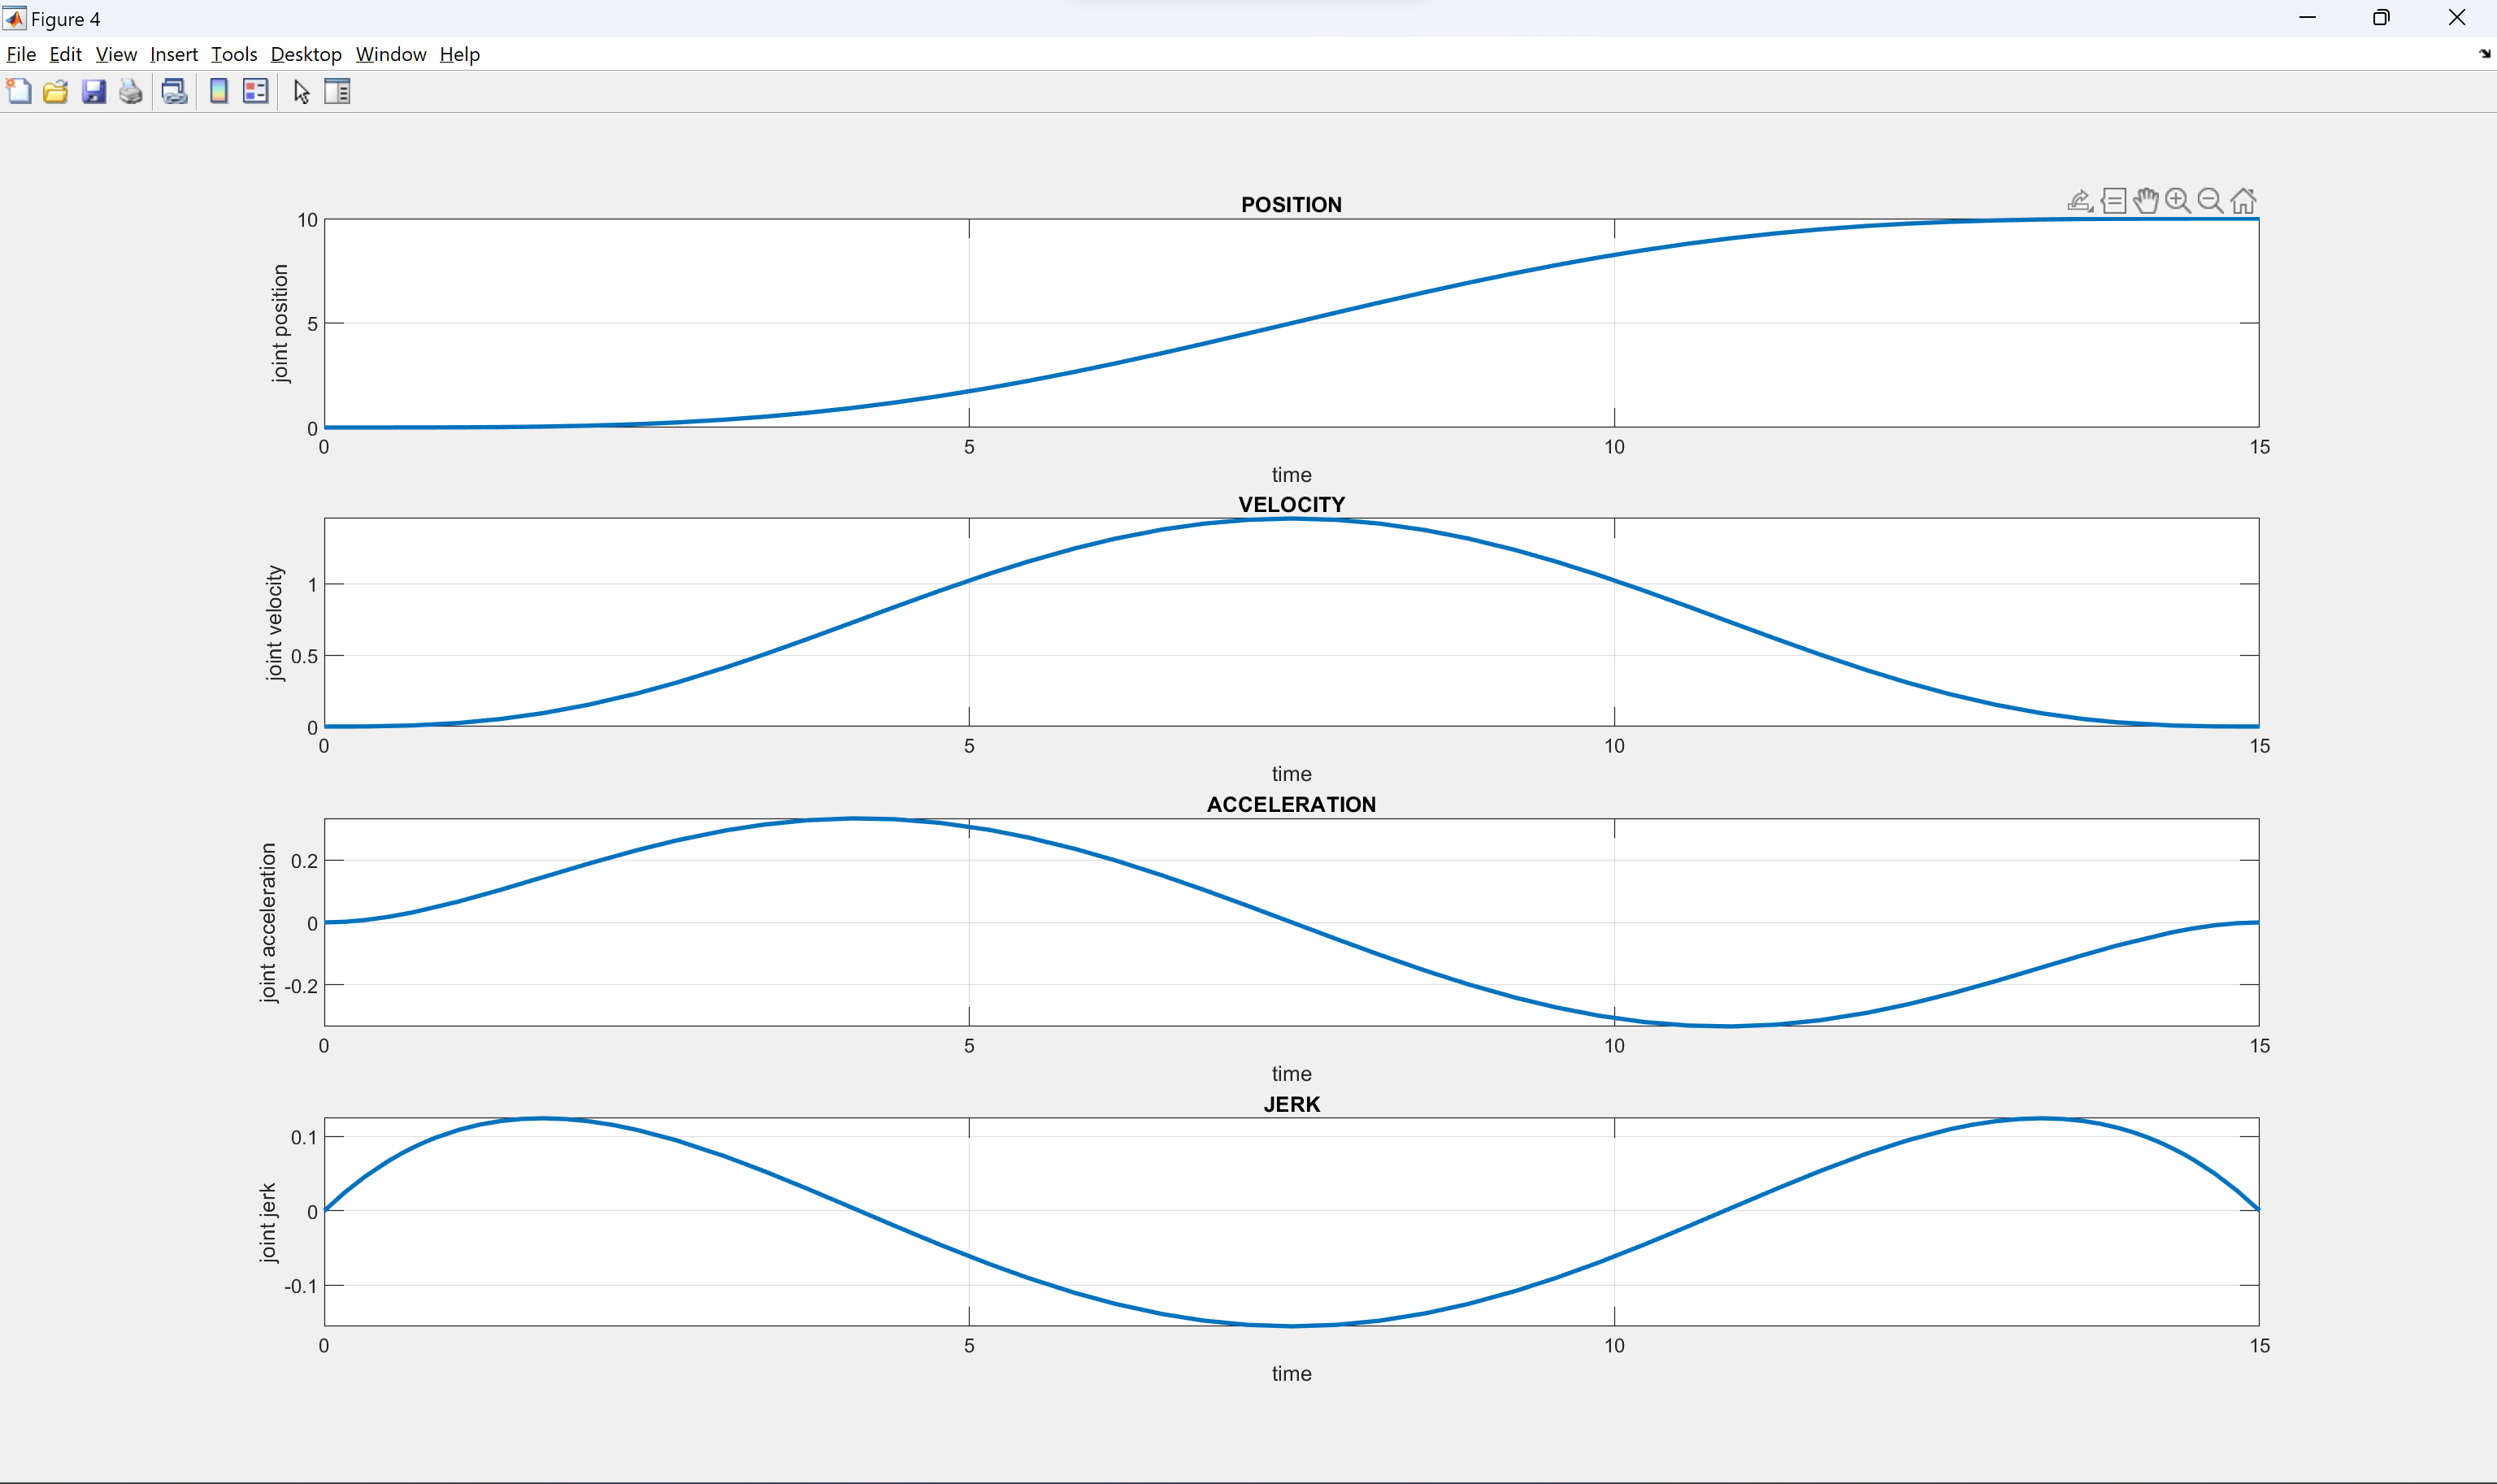 Figure 4
File Edit View Insert Tools Desktop Window Help
POSITION
10
5
0
joint position
0 5 10 15
time
VELOCITY
1
0.5
0
joint velocity
0 5 10 15
time
ACCELERATION
0.2
0
-0.2
joint acceleration
0 5 10 15
time
JERK
0.1
0
-0.1
joint jerk
0 5 10 15
time